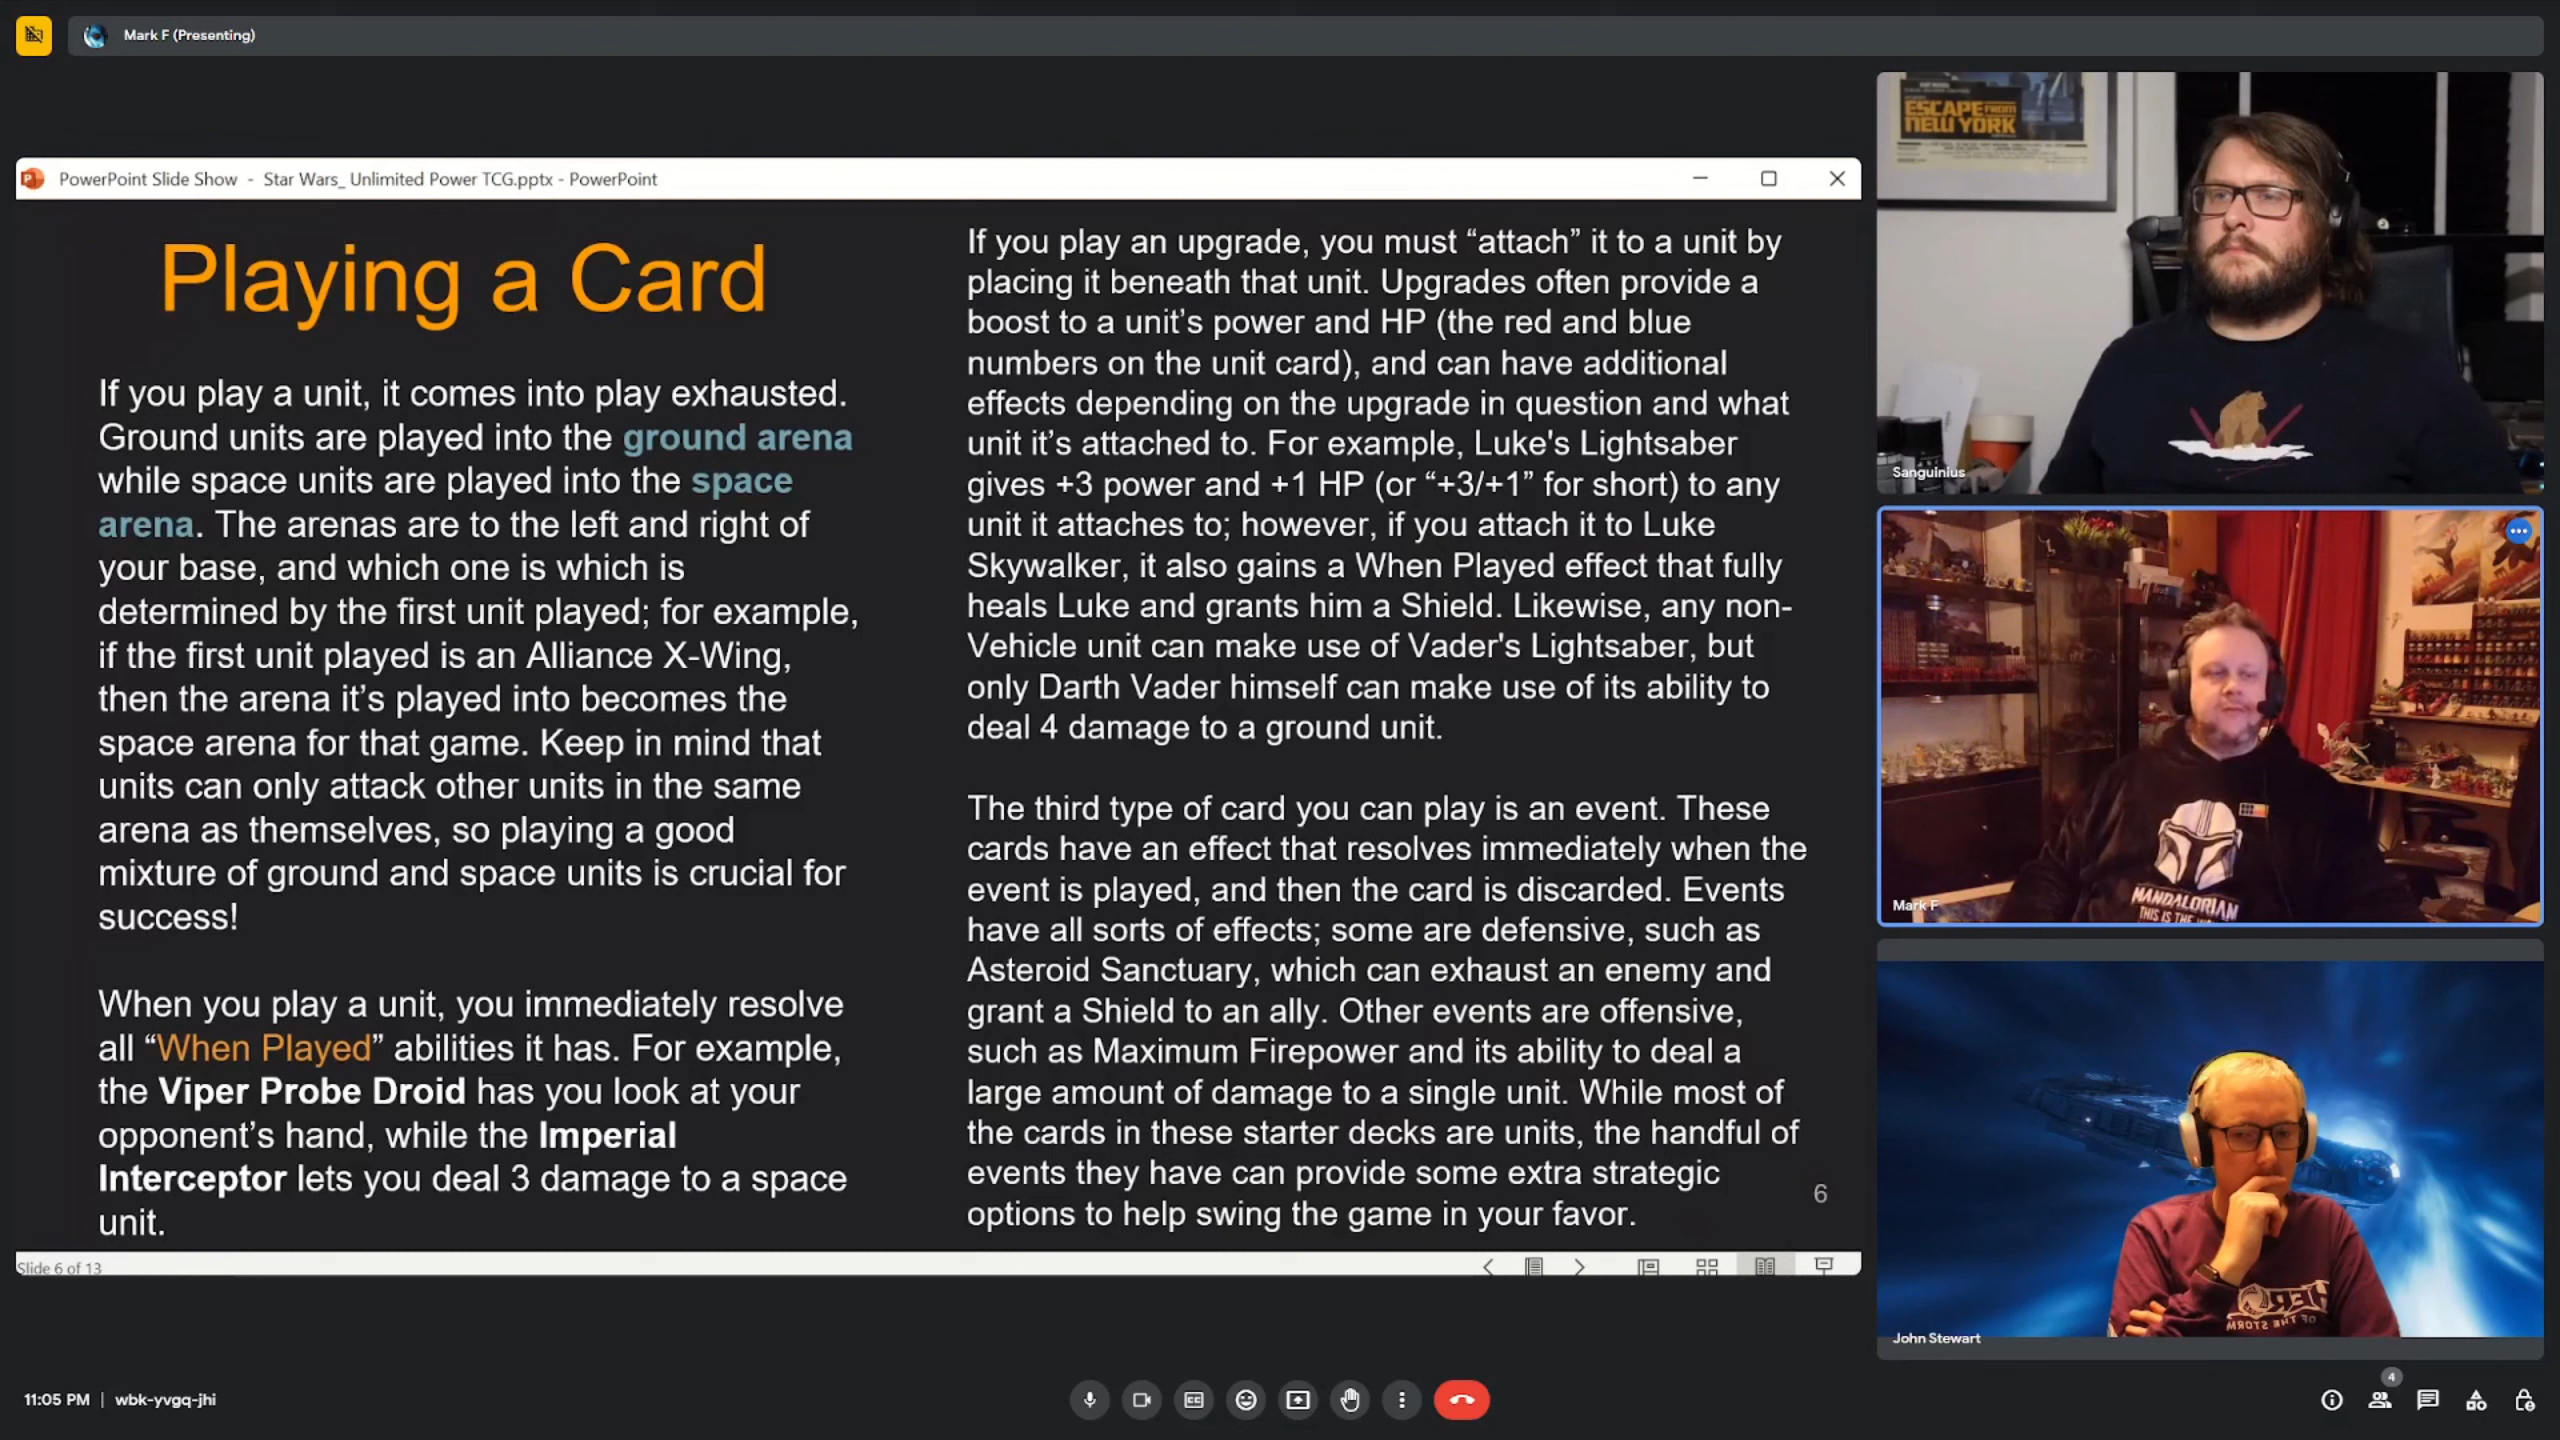 Mark F (Presenting)
PowerPoint Slide Show - Star Wars_ Unlimited Power TCG.pptx - PowerPoint
Playing a Card
If you play a unit, it comes into play exhausted.
Ground units are played into the ground arena
while space units are played into the space
arena. The arenas are to the left and right of
your base, and which one is which is
determined by the first unit played; for example,
if the first unit played is an Alliance X-Wing,
then the arena it’s played into becomes the
space arena for that game. Keep in mind that
units can only attack other units in the same
arena as themselves, so playing a good
mixture of ground and space units is crucial for
success!
When you play a unit, you immediately resolve
all “When Played” abilities it has. For example,
the Viper Probe Droid has you look at your
opponent’s hand, while the Imperial
Interceptor lets you deal 3 damage to a space
unit.
If you play an upgrade, you must “attach” it to a unit by
placing it beneath that unit. Upgrades often provide a
boost to a unit’s power and HP (the red and blue
numbers on the unit card), and can have additional
effects depending on the upgrade in question and what
unit it’s attached to. For example, Luke's Lightsaber
gives +3 power and +1 HP (or “+3/+1” for short) to any
unit it attaches to; however, if you attach it to Luke
Skywalker, it also gains a When Played effect that fully
heals Luke and grants him a Shield. Likewise, any non-
Vehicle unit can make use of Vader's Lightsaber, but
only Darth Vader himself can make use of its ability to
deal 4 damage to a ground unit.
The third type of card you can play is an event. These
cards have an effect that resolves immediately when the
event is played, and then the card is discarded. Events
have all sorts of effects; some are defensive, such as
Asteroid Sanctuary, which can exhaust an enemy and
grant a Shield to an ally. Other events are offensive,
such as Maximum Firepower and its ability to deal a
large amount of damage to a single unit. While most of
the cards in these starter decks are units, the handful of
events they have can provide some extra strategic
options to help swing the game in your favor.
6
Slide 6 of 13
ESCAPE FROM
NEW YORK
Sanguinius
MANDALORIAN
THIS IS THE
Mark F
OF THE STORM
John Stewart
11:05 PM | wbk-yvgq-jhi
4